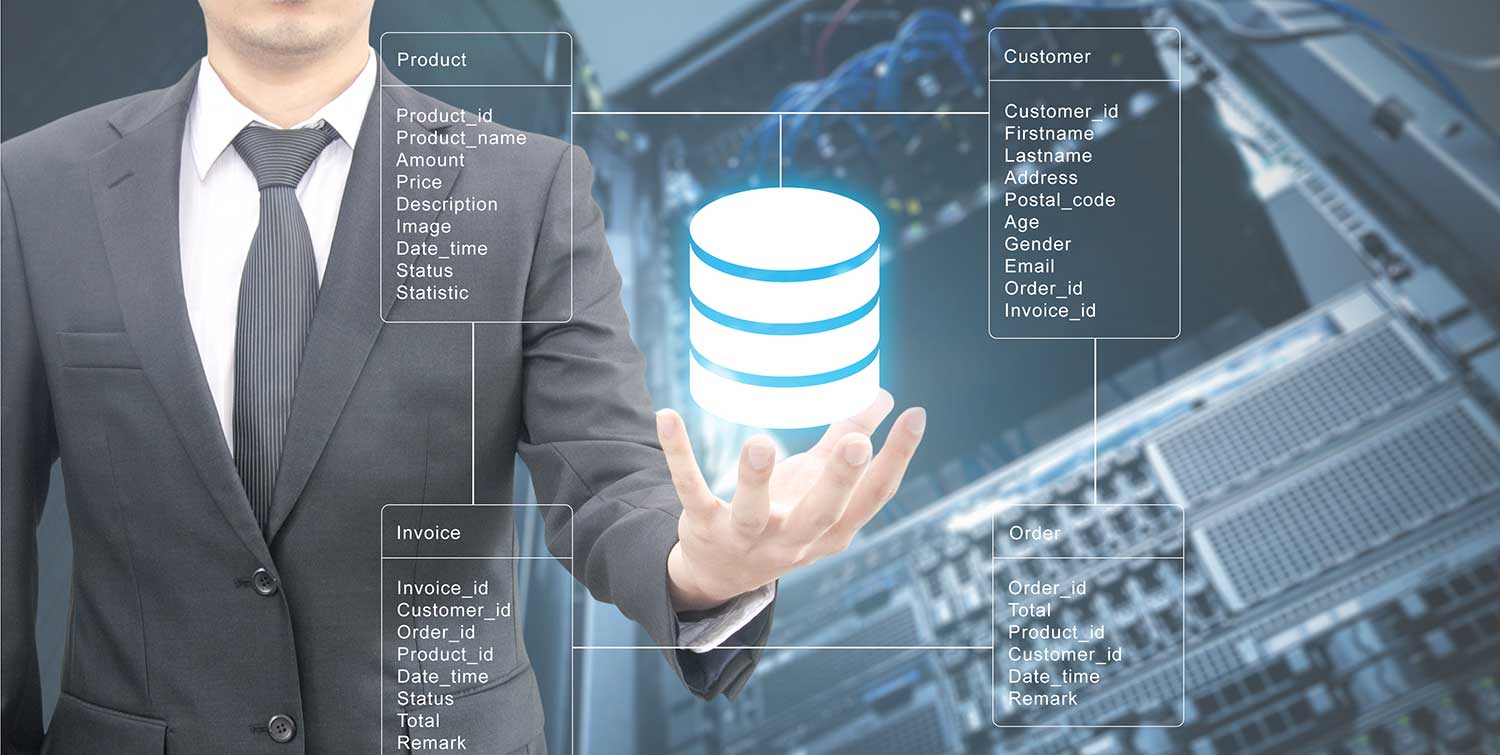 Product
Product_id
Product_name
Amount
Price
Description
Image
Date_time
Status
Statistic
Customer
Customer_id
Firstname
Lastname
Address
Postal_code
Age
Gender
Email
Order_id
Invoice_id
Invoice
Invoice_id
Customer_id
Order_id
Product_id
Date_time
Status
Total
Remark
Order
Order_id
Total
Product_id
Customer_id
Date_time
Remark